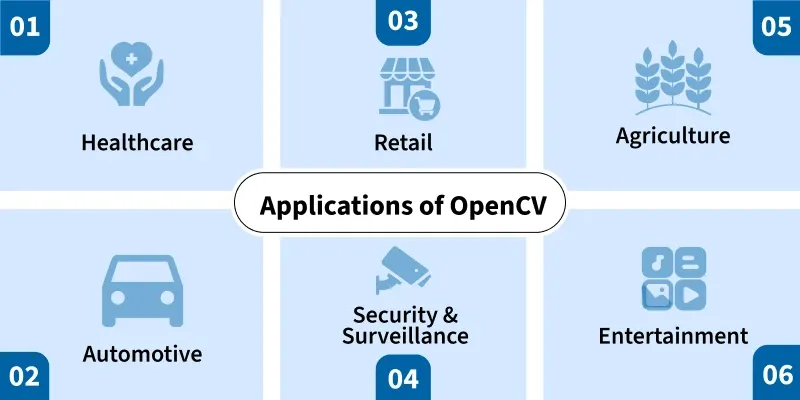 01
Healthcare
03
Retail
05
Agriculture
Applications of OpenCV
Automotive
02
Security &
Surveillance
04
Entertainment
06